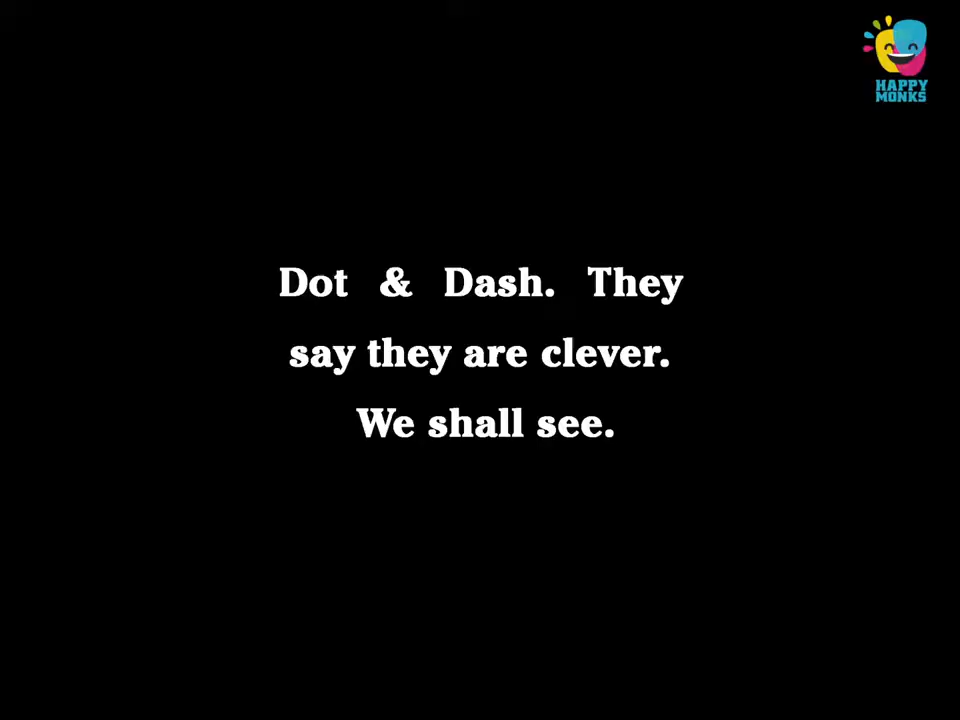 HAPPY
MONKS
Dot & Dash. They
say they are clever.
We shall see.